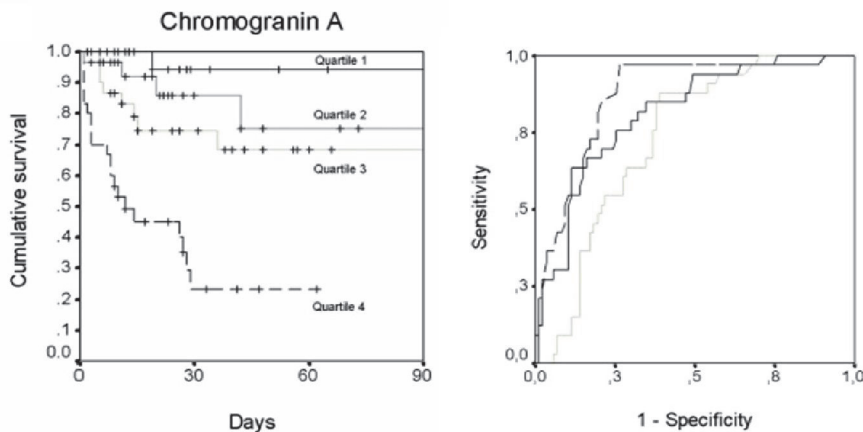 Chromogranin A
Cumulative survival
1.0
.9
.8
.7
.6
.5
.4
.3
.2
.1
0.0
Quartile 1
Quartile 2
Quartile 3
Quartile 4
0
30
60
90
Days
Sensitivity
1,0
,8
,5
,3
0,0
0,0
,3
,5
,8
1,0
1 - Specificity